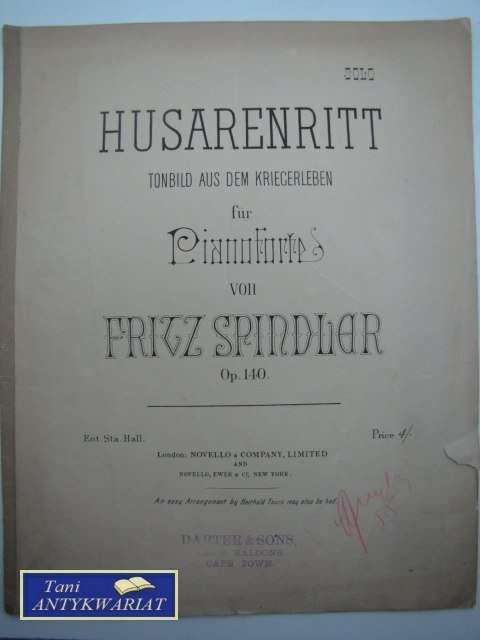 SOLO
HUSARENRITT
TONBILD AUS DEM KRIEGERLEBEN
für
Pianoforte
von
FRITZ SPINDLER
Op. 140.
Ent. Sta. Hall.
Price 4/-
London: NOVELLO & COMPANY, LIMITED
AND
NOVELLO, EWER & Co, NEW YORK.
An easy Arrangement by Berthold Tours may also be had.
DARTER & SONS,
CAPE TOWN.
Tani
ANTYKWARIAT